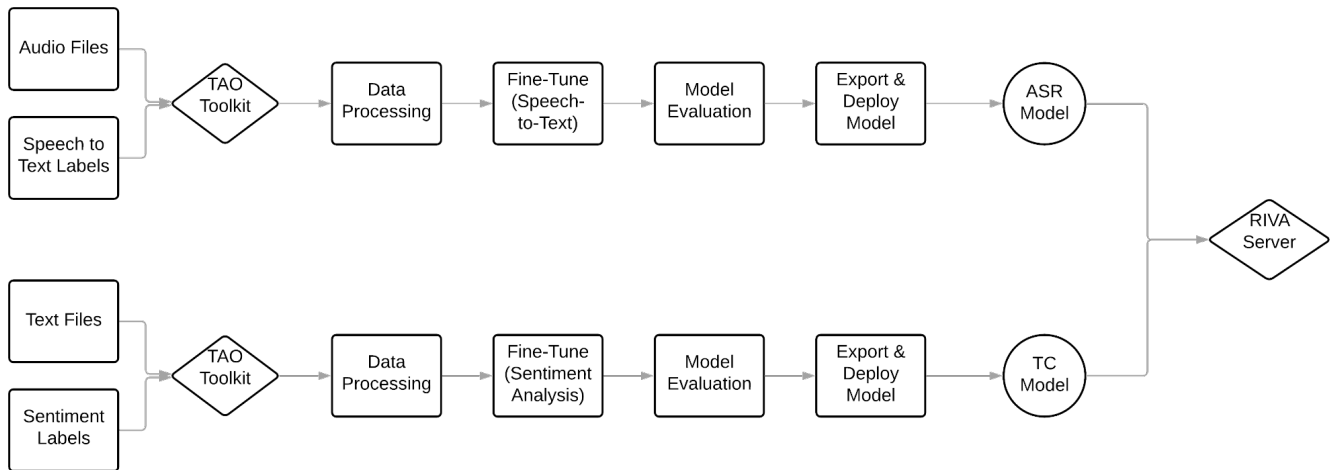 Audio Files
Speech to
Text Labels
TAO
Toolkit
Data
Processing
Fine-Tune
(Speech-
to-Text)
Model
Evaluation
Export &
Deploy
Model
ASR
Model
RIVA
Server
Text Files
Sentiment
Labels
TAO
Toolkit
Data
Processing
Fine-Tune
(Sentiment
Analysis)
Model
Evaluation
Export &
Deploy
Model
TC
Model